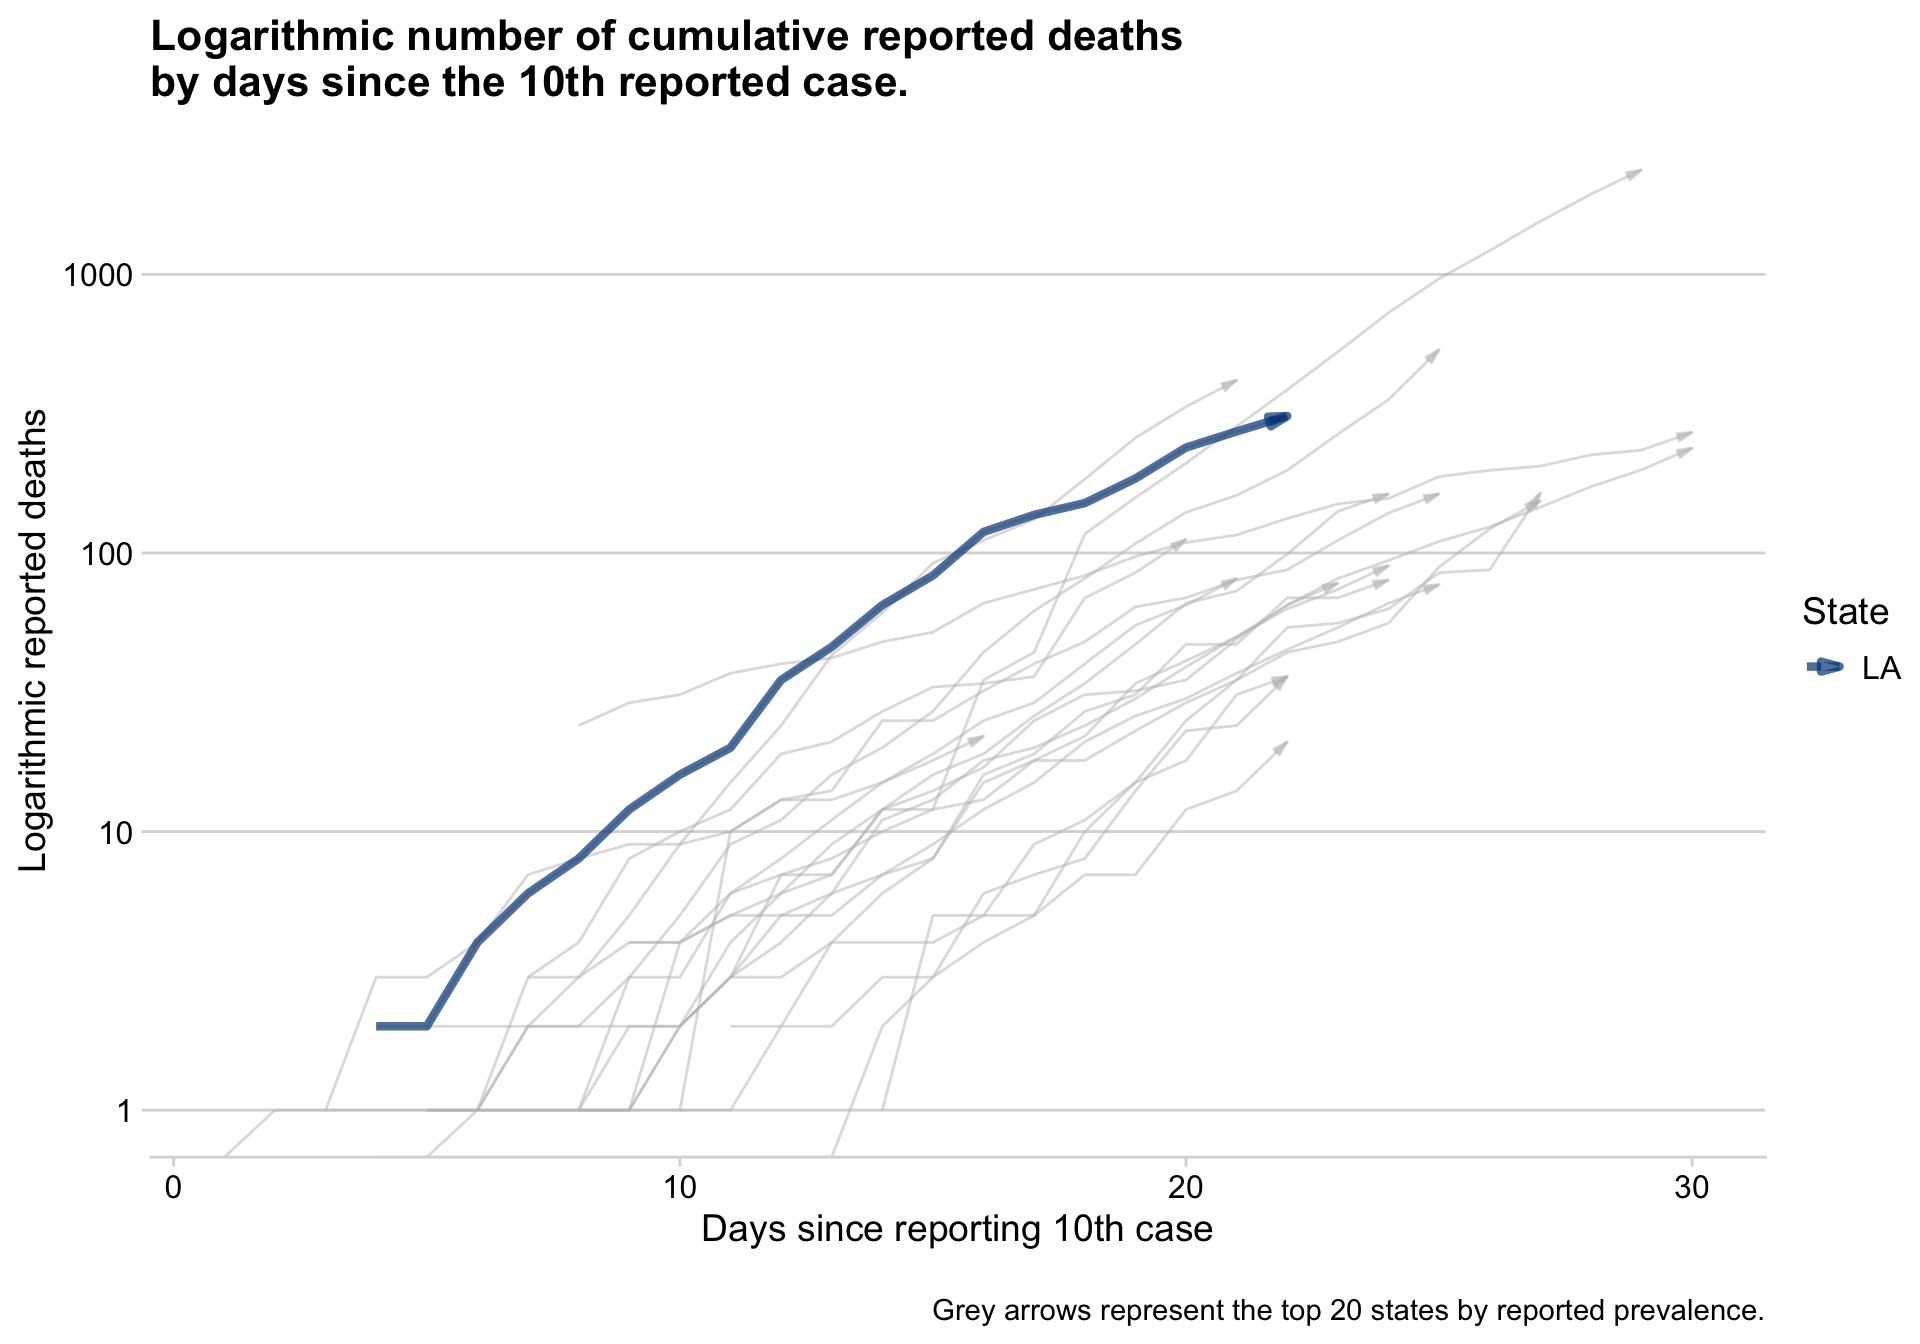 Logarithmic number of cumulative reported deaths
by days since the 10th reported case.
Logarithmic reported deaths
1000
100
10
1
0
10
20
30
Days since reporting 10th case
State
LA
Grey arrows represent the top 20 states by reported prevalence.